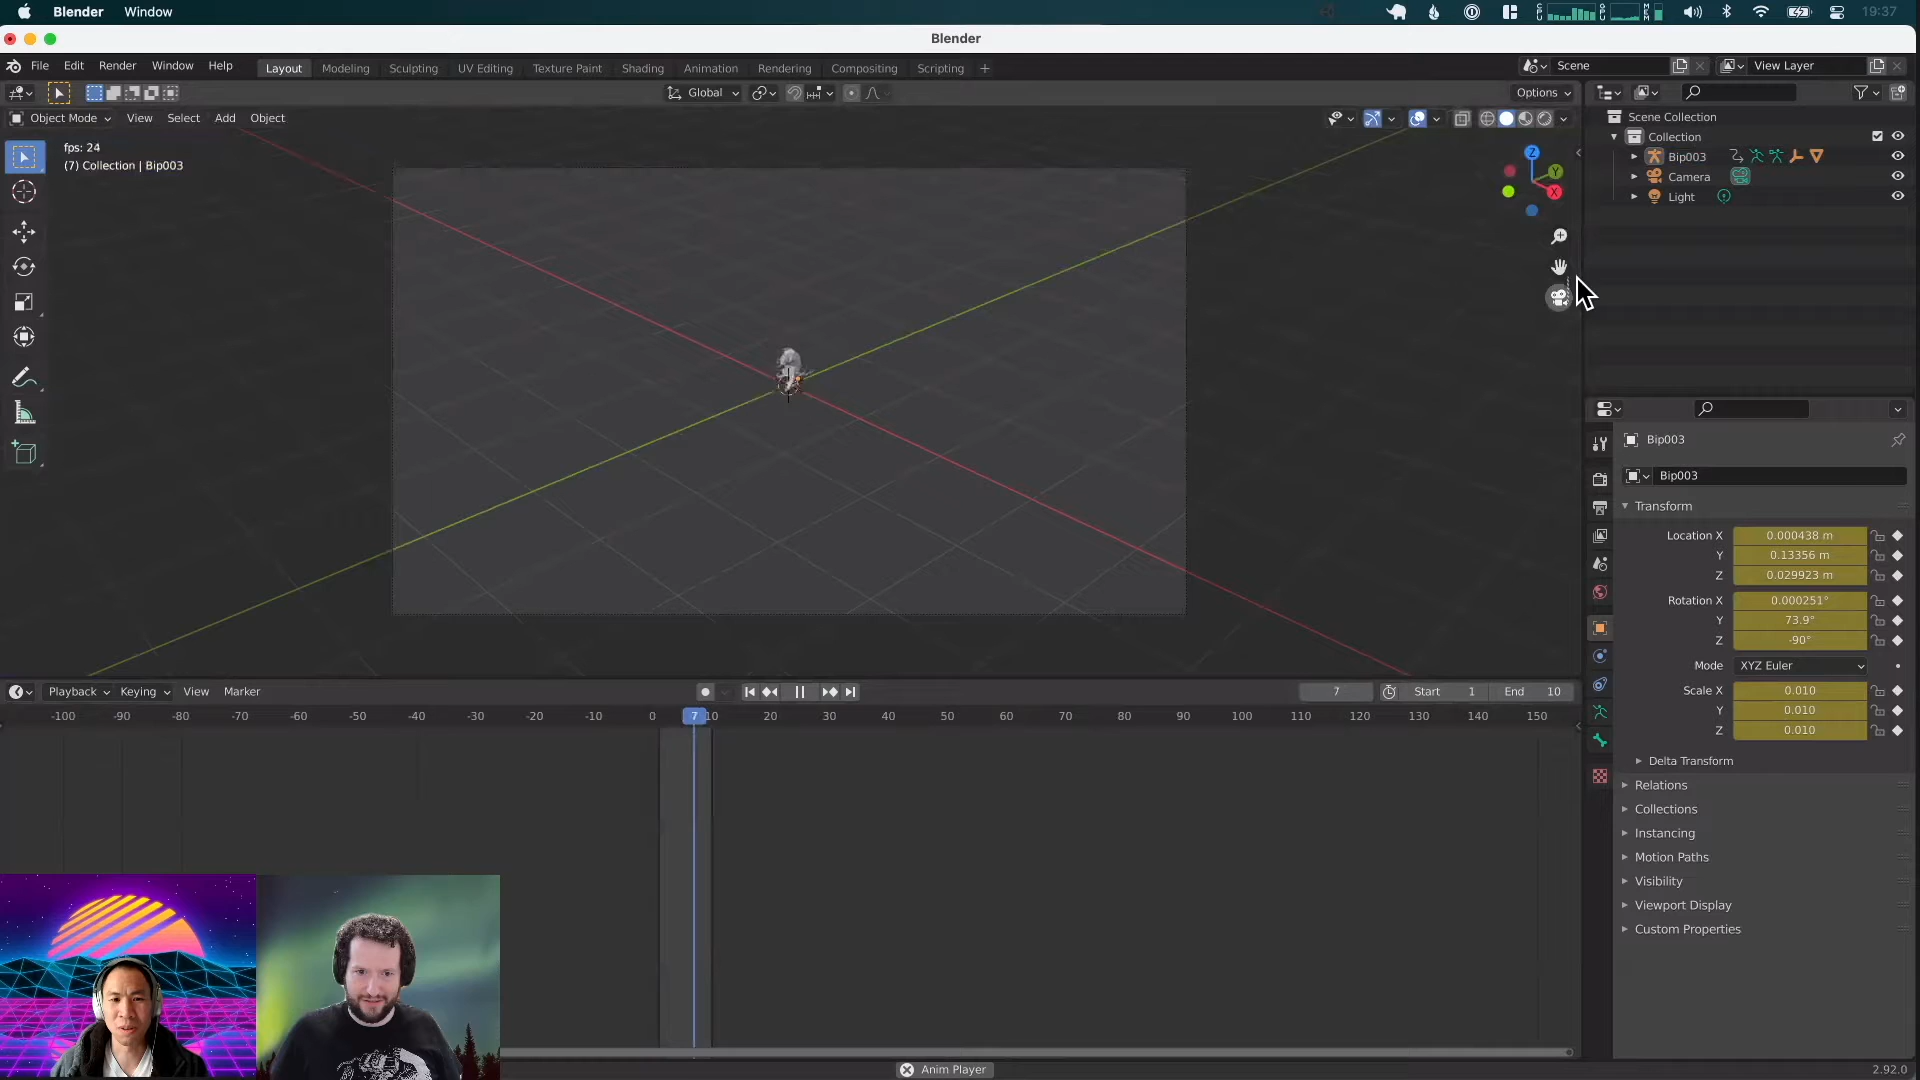 Blender Window 19:37
Blender
File Edit Render Window Help Layout Modeling Sculpting UV Editing Texture Paint Shading Animation Rendering Compositing Scripting + Scene View Layer
Global Options
Object Mode View Select Add Object
fps: 24
(7) Collection | Bip003
Z
Y
X
Scene Collection
Collection
Bip003
Camera
Light
Bip003
Bip003
Transform
Location X 0.000438 m
Y 0.13356 m
Z 0.029923 m
Rotation X 0.000251°
Y 73.9°
Z -90°
Mode XYZ Euler
Scale X 0.010
Y 0.010
Z 0.010
Delta Transform
Relations
Collections
Instancing
Motion Paths
Visibility
Viewport Display
Custom Properties
Playback Keying View Marker 7 Start 1 End 10
-100 -90 -80 -70 -60 -50 -40 -30 -20 -10 0 7 10 20 30 40 50 60 70 80 90 100 110 120 130 140 150
Anim Player
2.92.0